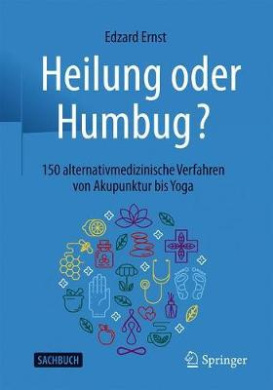 Edzard Ernst
Heilung oder
Humbug?
150 alternativmedizinische Verfahren
von Akupunktur bis Yoga
SACHBUCH
Springer